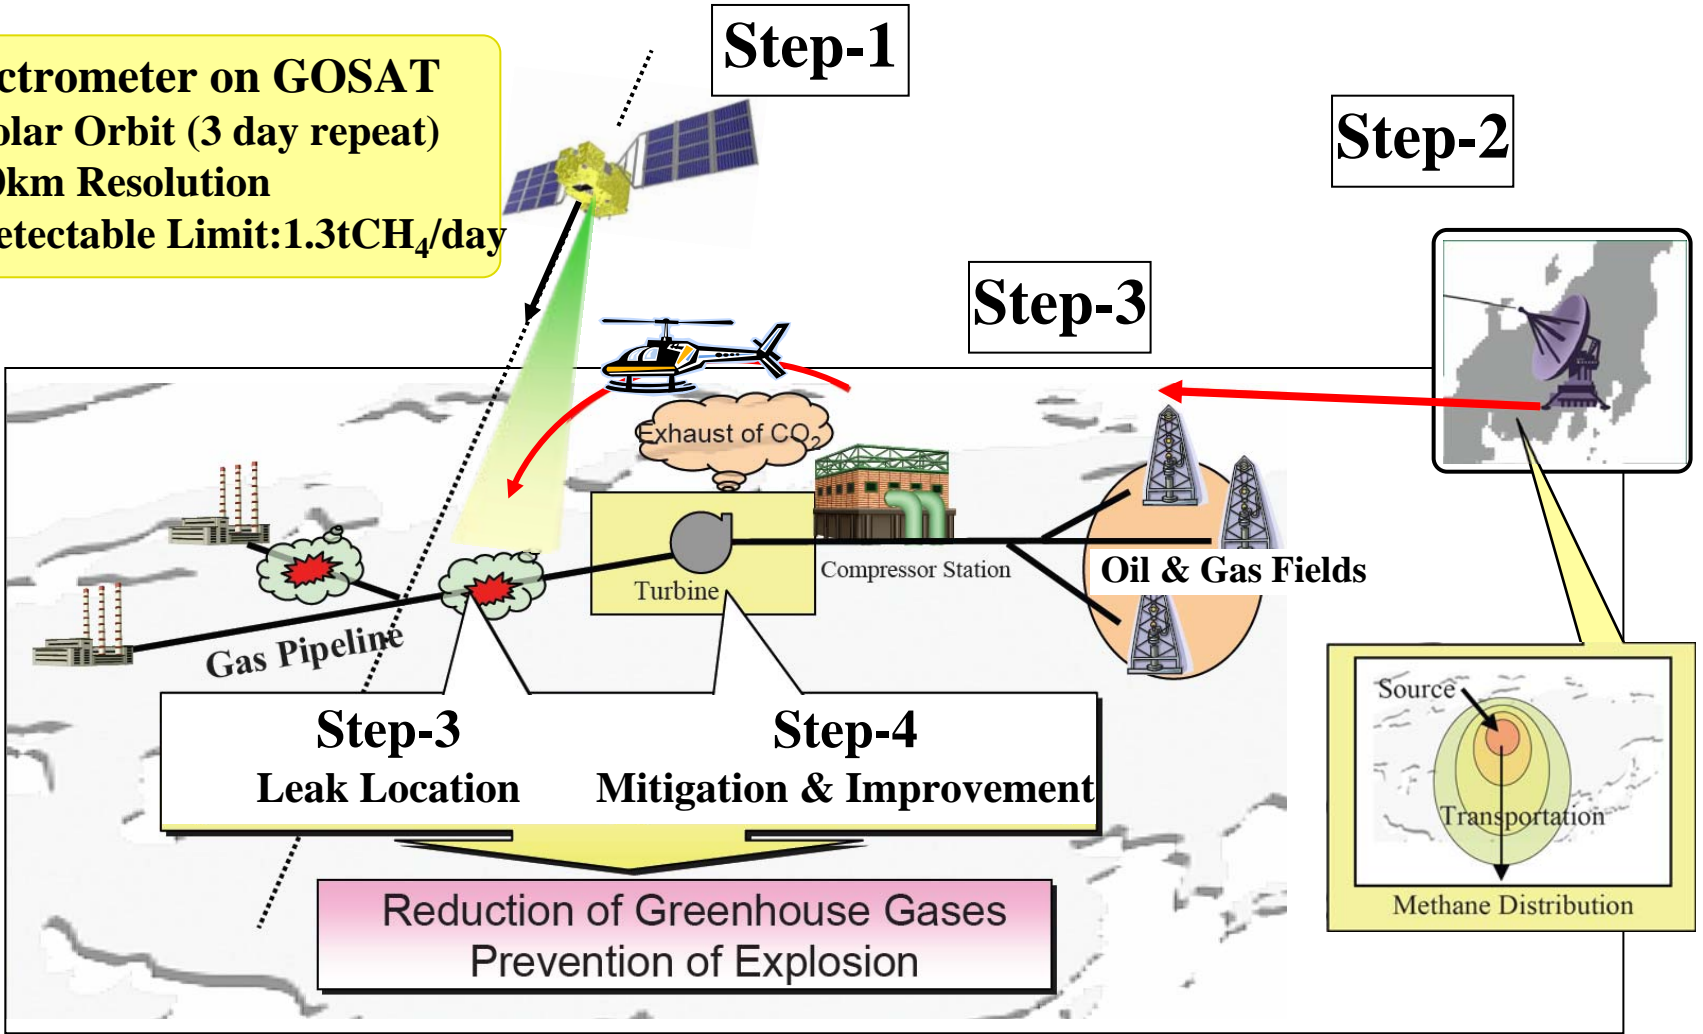 Step-1
ctrometer on GOSAT
olar Orbit (3 day repeat)
0km Resolution
etectable Limit:1.3tCH₄/day
Step-2
Step-3
Exhaust of CO₂
Turbine
Compressor Station
Oil & Gas Fields
Gas Pipeline
Step-3
Leak Location
Step-4
Mitigation & Improvement
Source
Transportation
Methane Distribution
Reduction of Greenhouse Gases
Prevention of Explosion